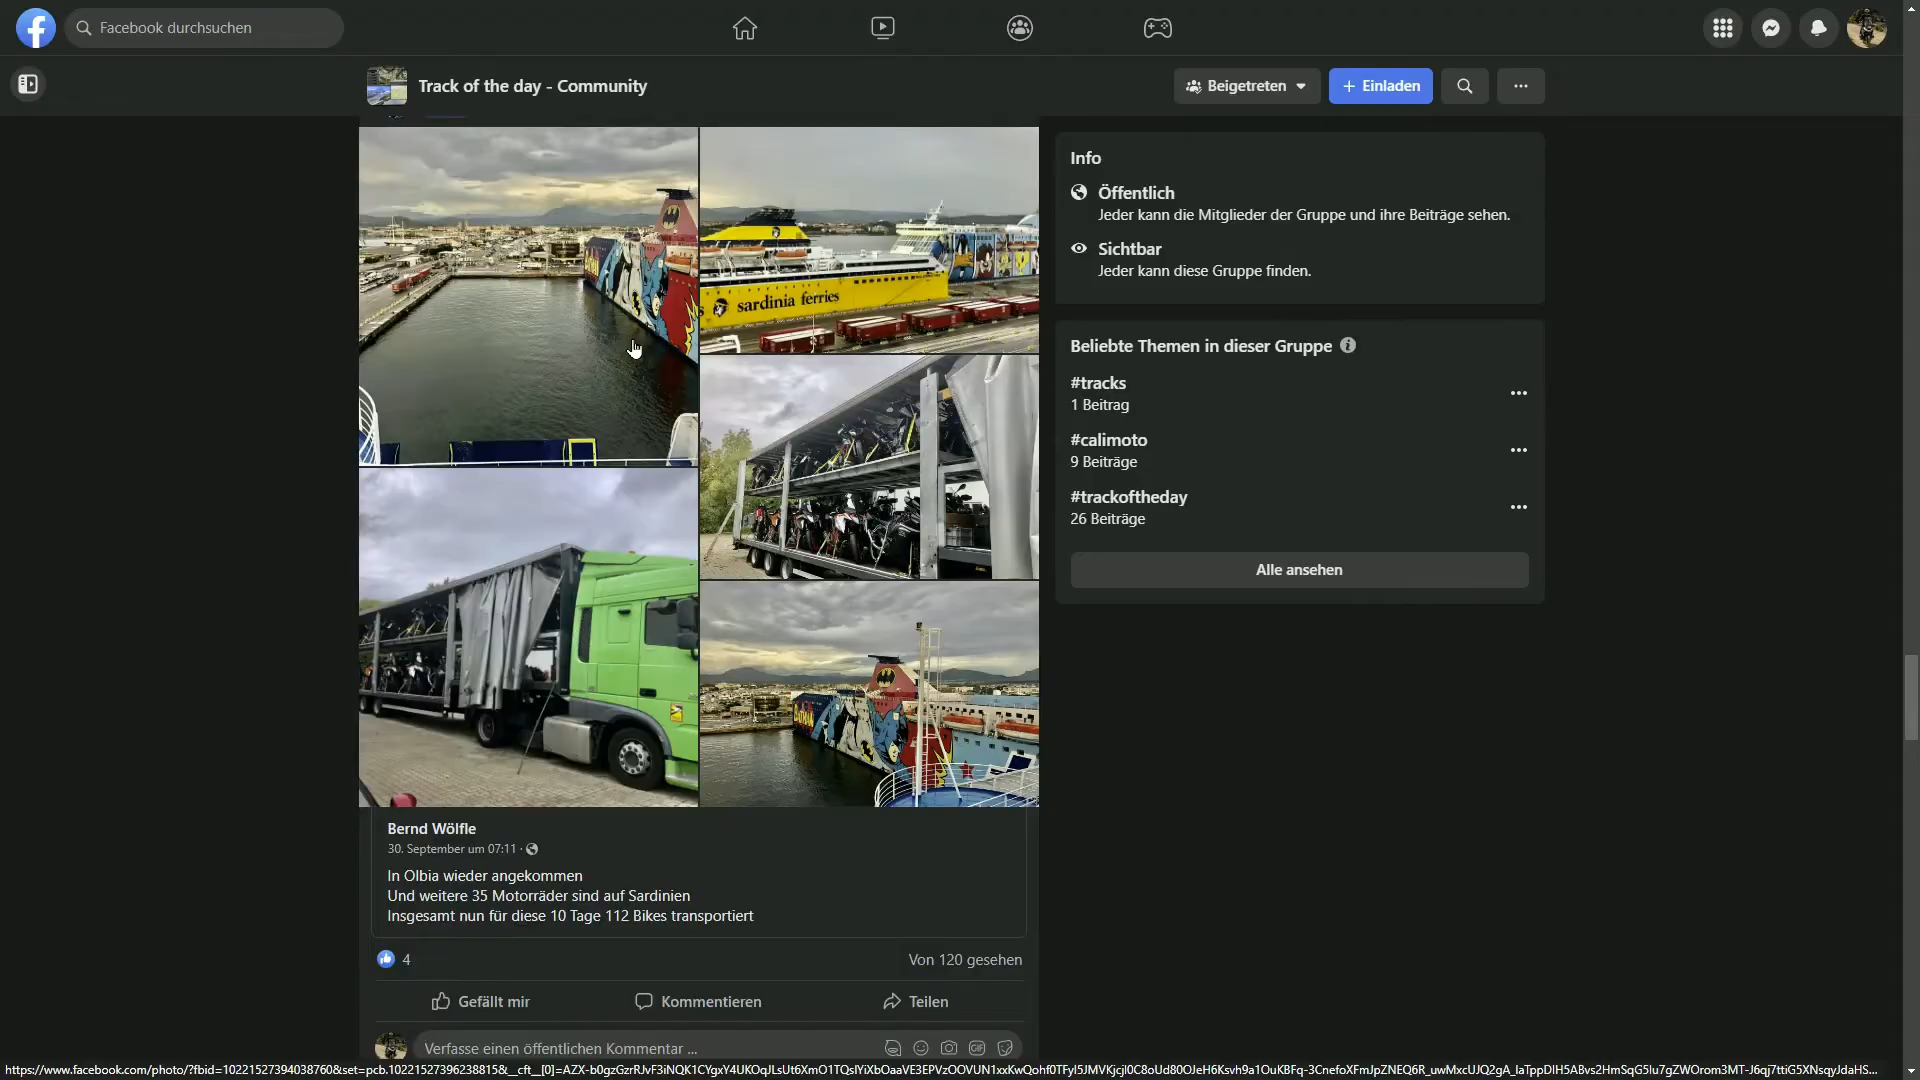 Facebook durchsuchen
Track of the day - Community
Beigetreten
+ Einladen
sardinia ferries
Info
Öffentlich
Jeder kann die Mitglieder der Gruppe und ihre Beiträge sehen.
Sichtbar
Jeder kann diese Gruppe finden.
Beliebte Themen in dieser Gruppe
#tracks
1 Beitrag
#calimoto
9 Beiträge
#trackoftheday
26 Beiträge
Alle ansehen
Bernd Wölfle
30. September um 07:11 ·
In Olbia wieder angekommen
Und weitere 35 Motorräder sind auf Sardinien
Insgesamt nun für diese 10 Tage 112 Bikes transportiert
4
Von 120 gesehen
Gefällt mir
Kommentieren
Teilen
Verfasse einen öffentlichen Kommentar ...
GIF